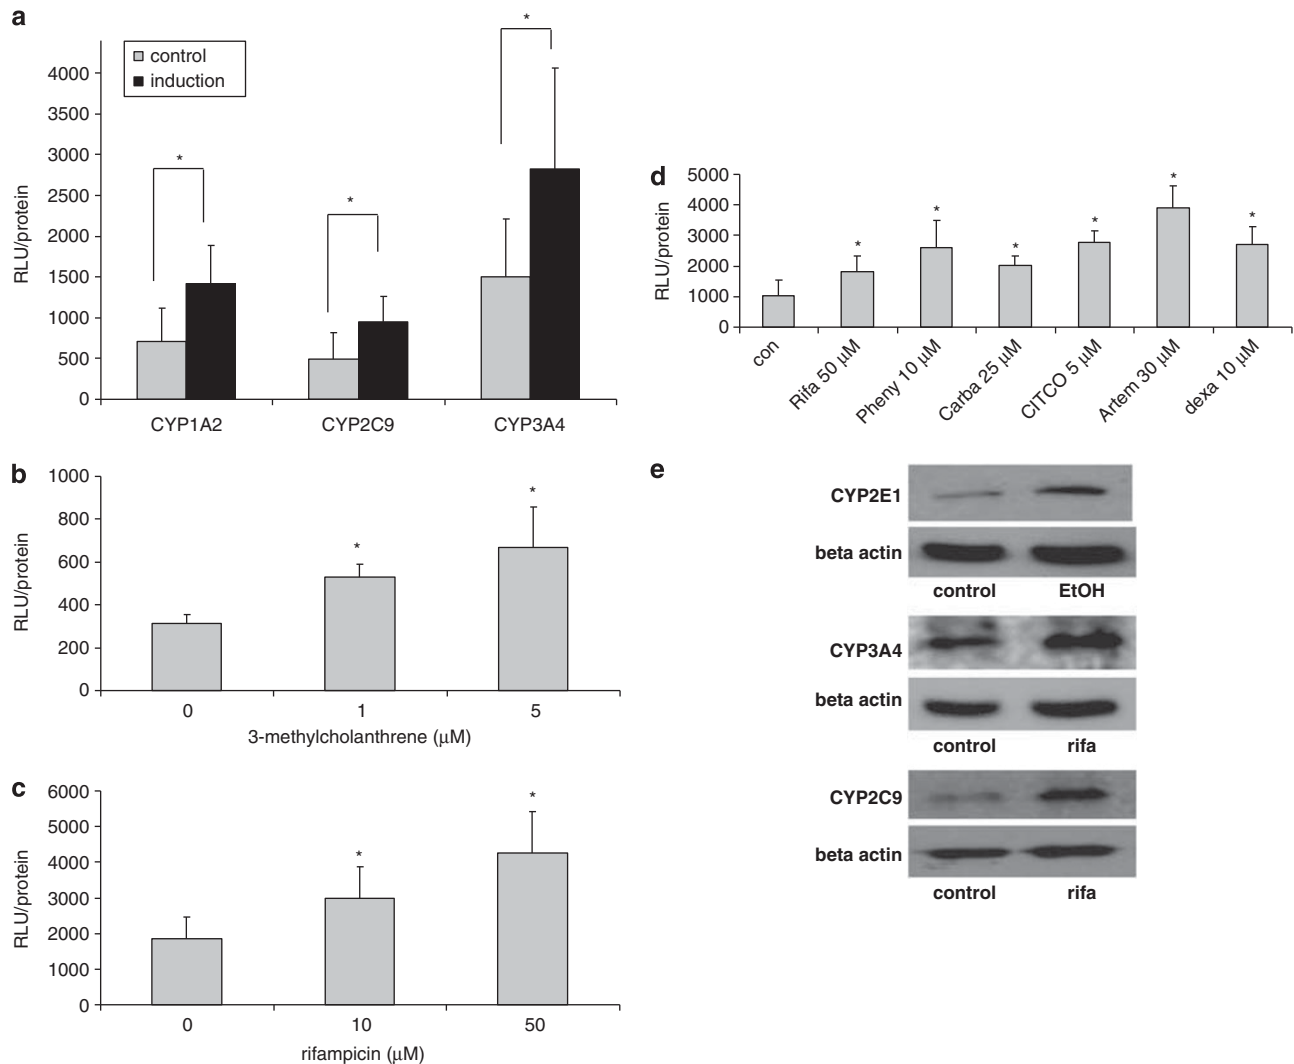 a
control
induction
RLU/protein
4000
3500
3000
2500
2000
1500
1000
500
0
*
*
*
CYP1A2 CYP2C9 CYP3A4
b
RLU/protein
1000
800
600
400
200
0
*
*
0 1 5
3-methylcholanthrene (μM)
c
RLU/protein
6000
5000
4000
3000
2000
1000
0
*
*
0 10 50
rifampicin (μM)
d
RLU/protein
5000
4000
3000
2000
1000
0
*
*
*
*
*
*
con
Rifa 50 μM
Pheny 10 μM
Carba 25 μM
CITCO 5 μM
Artem 30 μM
dexa 10 μM
e
CYP2E1
beta actin
control EtOH
CYP3A4
beta actin
control rifa
CYP2C9
beta actin
control rifa